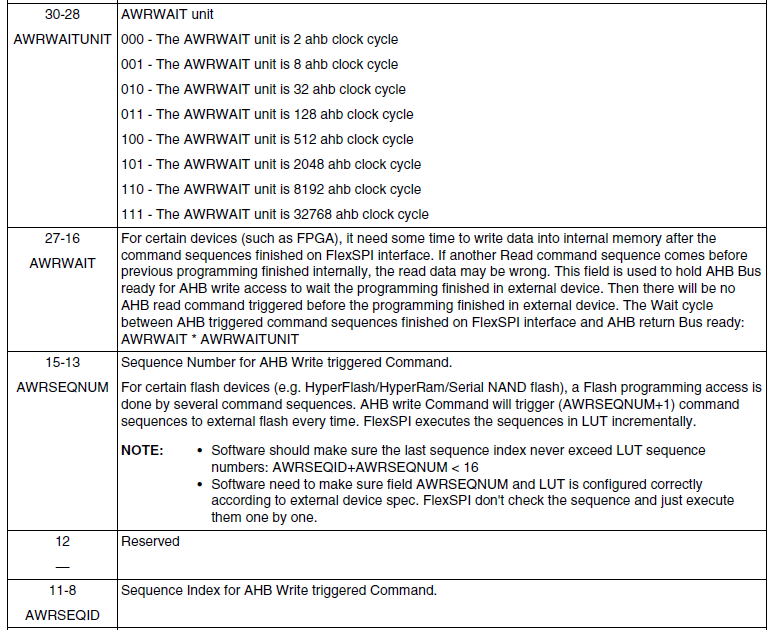 30-28 AWRWAIT unit
AWRWAITUNIT 000 - The AWRWAIT unit is 2 ahb clock cycle
001 - The AWRWAIT unit is 8 ahb clock cycle
010 - The AWRWAIT unit is 32 ahb clock cycle
011 - The AWRWAIT unit is 128 ahb clock cycle
100 - The AWRWAIT unit is 512 ahb clock cycle
101 - The AWRWAIT unit is 2048 ahb clock cycle
110 - The AWRWAIT unit is 8192 ahb clock cycle
111 - The AWRWAIT unit is 32768 ahb clock cycle
27-16 For certain devices (such as FPGA), it need some time to write data into internal memory after the
AWRWAIT command sequences finished on FlexSPI interface. If another Read command sequence comes before
previous programming finished internally, the read data may be wrong. This field is used to hold AHB Bus
ready for AHB write access to wait the programming finished in external device. Then there will be no
AHB read command triggered before the programming finished in external device. The Wait cycle
between AHB triggered command sequences finished on FlexSPI interface and AHB return Bus ready:
AWRWAIT * AWRWAITUNIT
15-13 Sequence Number for AHB Write triggered Command.
AWRSEQNUM For certain flash devices (e.g. HyperFlash/HyperRam/Serial NAND flash), a Flash programming access is
done by several command sequences. AHB write Command will trigger (AWRSEQNUM+1) command
sequences to external flash every time. FlexSPI executes the sequences in LUT incrementally.
NOTE: • Software should make sure the last sequence index never exceed LUT sequence
numbers: AWRSEQID+AWRSEQNUM < 16
• Software need to make sure field AWRSEQNUM and LUT is configured correctly
according to external device spec. FlexSPI don't check the sequence and just execute
them one by one.
12 Reserved
—
11-8 Sequence Index for AHB Write triggered Command.
AWRSEQID